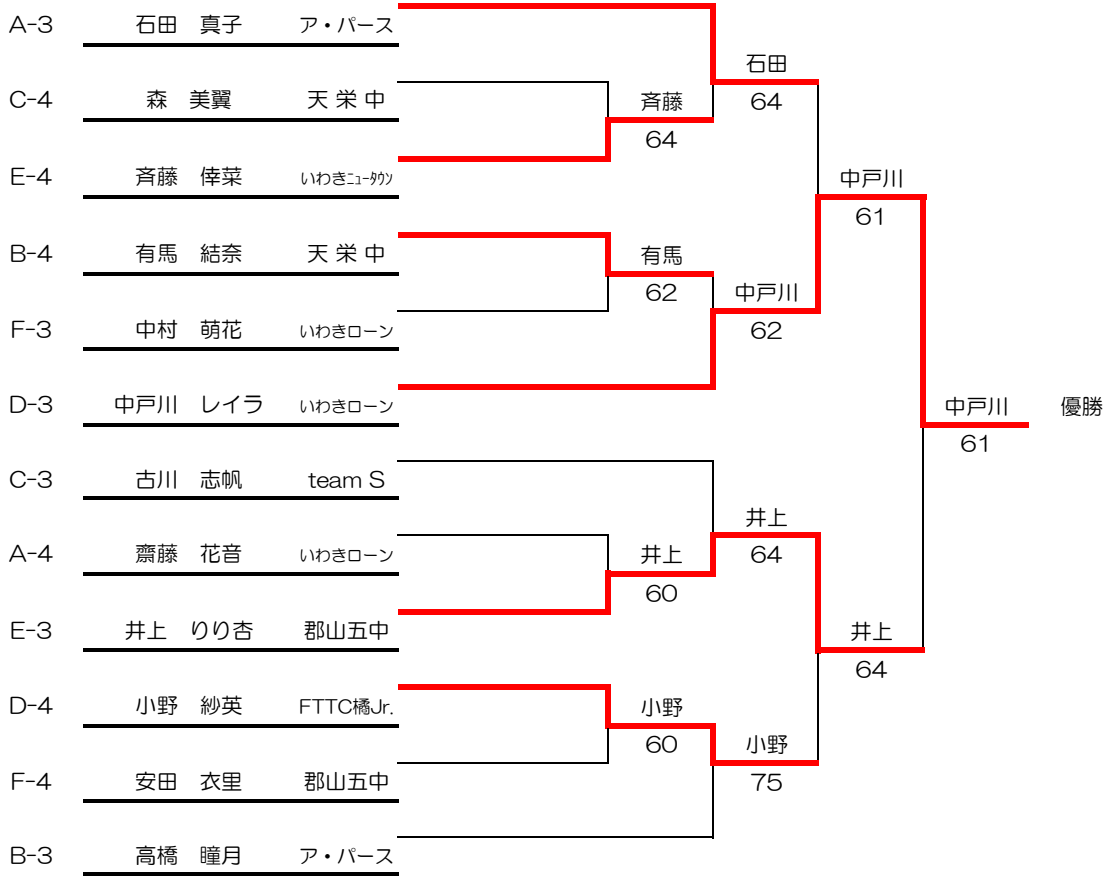 A-3 石田 真子 ア・パース
石田
C-4 森 美翼 天 栄 中
斉藤
64
64
E-4 斉藤 倖菜 いわきﾆｭｰﾀｳﾝ
中戸川
61
B-4 有馬 結奈 天 栄 中
有馬
62
中戸川
F-3 中村 萌花 いわきローン
62
D-3 中戸川 レイラ いわきローン
中戸川 優勝
61
C-3 古川 志帆 team S
井上
A-4 齋藤 花音 いわきローン
井上
64
60
E-3 井上 りり杏 郡山五中
井上
64
D-4 小野 紗英 FTTC橘Jr.
小野
60
小野
F-4 安田 衣里 郡山五中
75
B-3 高橋 瞳月 ア・パース